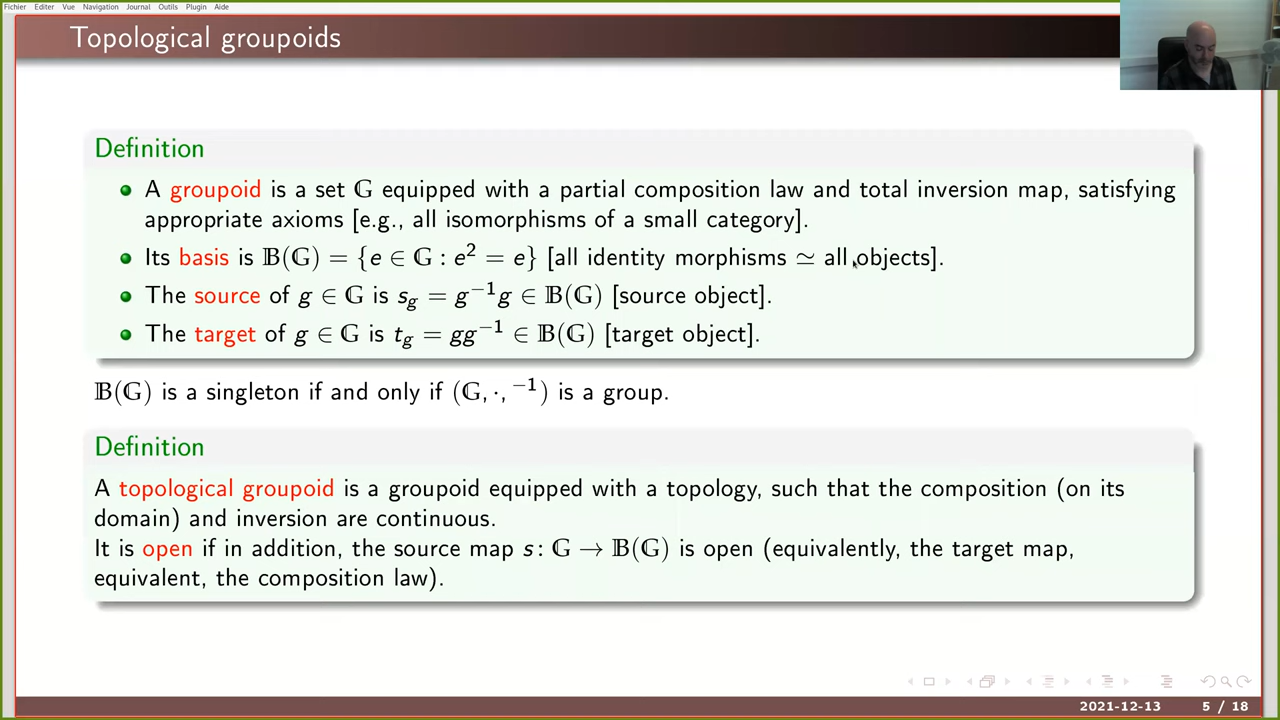 Fichier Editer Vue Navigation Journal Outils Plugin Aide
Topological groupoids
Definition
A groupoid is a set 𝔾 equipped with a partial composition law and total inversion map, satisfying
appropriate axioms [e.g., all isomorphisms of a small category].
Its basis is 𝔹(𝔾) = {e ∈ 𝔾 : e² = e} [all identity morphisms ≃ all objects].
The source of g ∈ 𝔾 is s_g = g⁻¹g ∈ 𝔹(𝔾) [source object].
The target of g ∈ 𝔾 is t_g = gg⁻¹ ∈ 𝔹(𝔾) [target object].
𝔹(𝔾) is a singleton if and only if (𝔾, ·, ⁻¹) is a group.
Definition
A topological groupoid is a groupoid equipped with a topology, such that the composition (on its
domain) and inversion are continuous.
It is open if in addition, the source map s: 𝔾 → 𝔹(𝔾) is open (equivalently, the target map,
equivalent, the composition law).
2021-12-13 5 / 18